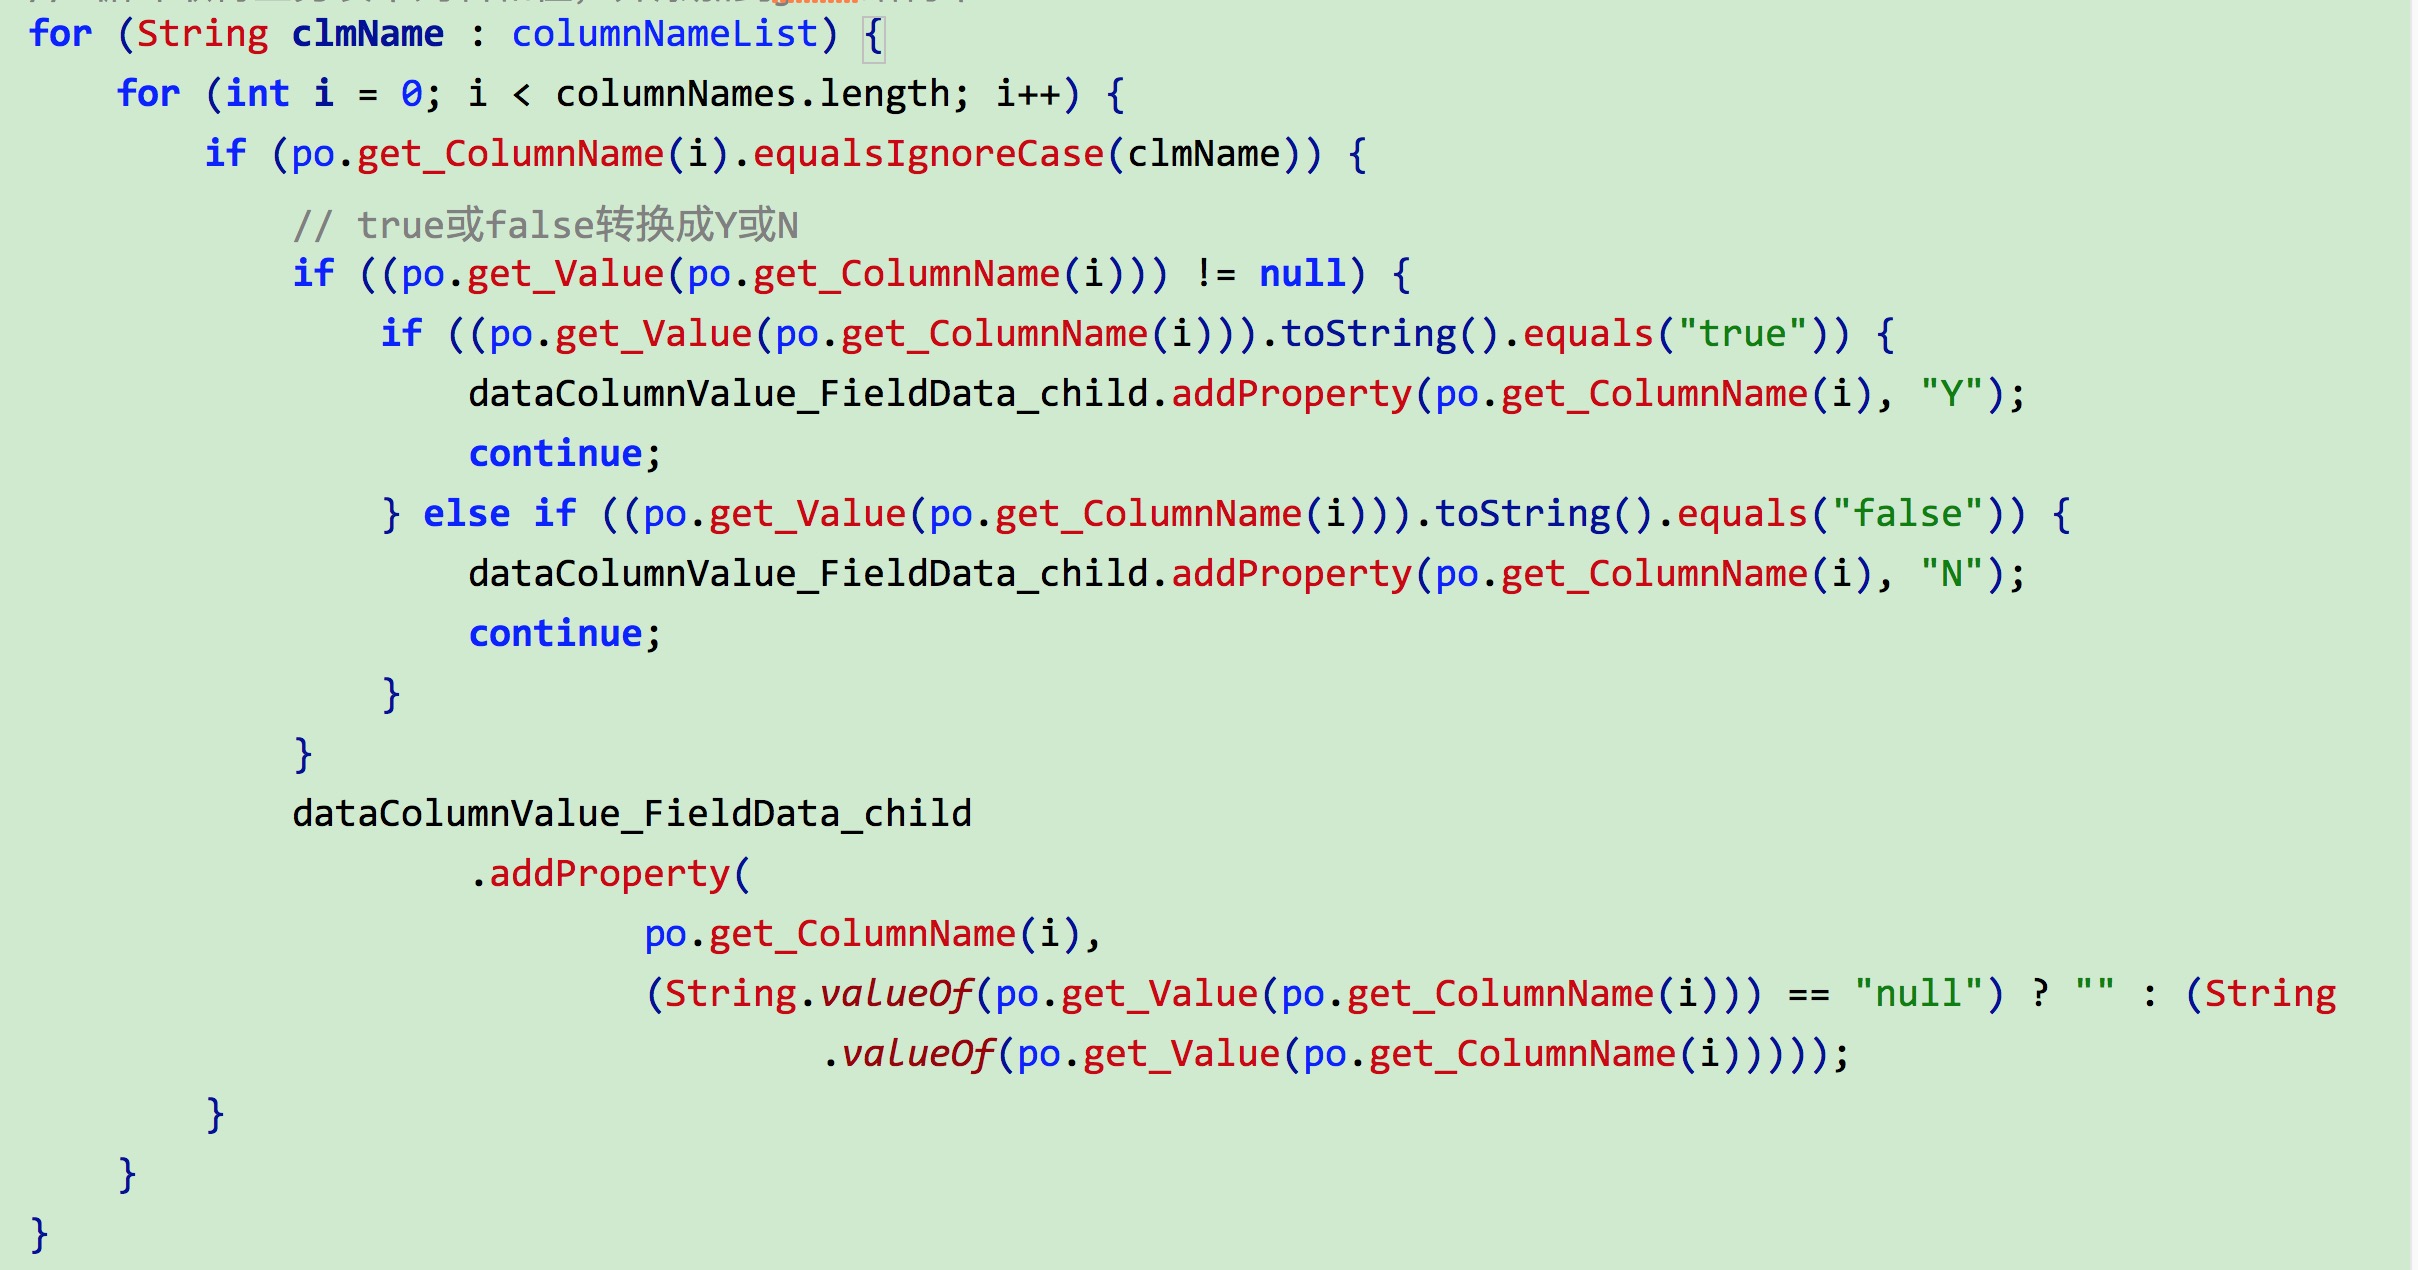 for (String clmName : columnNameList) {
for (int i = 0; i < columnNames.length; i++) {
if (po.get_ColumnName(i).equalsIgnoreCase(clmName)) {
// true或false转换成Y或N
if ((po.get_Value(po.get_ColumnName(i))) != null) {
if ((po.get_Value(po.get_ColumnName(i))).toString().equals("true")) {
dataColumnValue_FieldData_child.addProperty(po.get_ColumnName(i), "Y");
continue;
} else if ((po.get_Value(po.get_ColumnName(i))).toString().equals("false")) {
dataColumnValue_FieldData_child.addProperty(po.get_ColumnName(i), "N");
continue;
}
}
dataColumnValue_FieldData_child
.addProperty(
po.get_ColumnName(i),
(String.valueOf(po.get_Value(po.get_ColumnName(i))) == "null") ? "" : (String
.valueOf(po.get_Value(po.get_ColumnName(i)))));
}
}
}